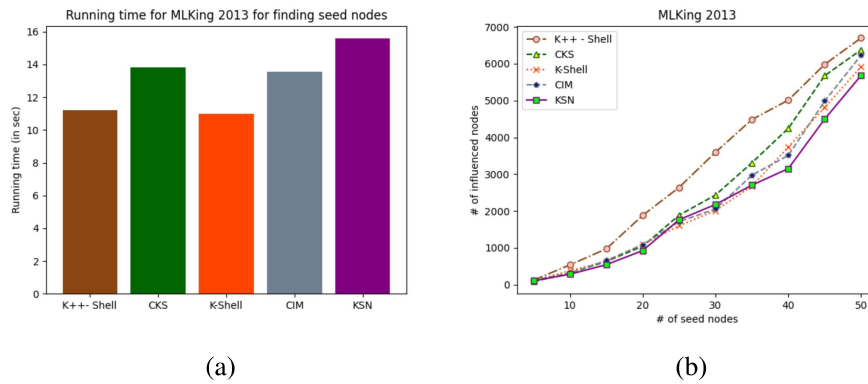 Running time for MLKing 2013 for finding seed nodes
Running time (in sec)
16
14
12
10
8
6
4
2
0
K++- Shell CKS K-Shell CIM KSN
(a)
MLKing 2013
# of influenced nodes
7000
6000
5000
4000
3000
2000
1000
0
K++ - Shell
CKS
K-Shell
CIM
KSN
10 20 30 40 50
# of seed nodes
(b)